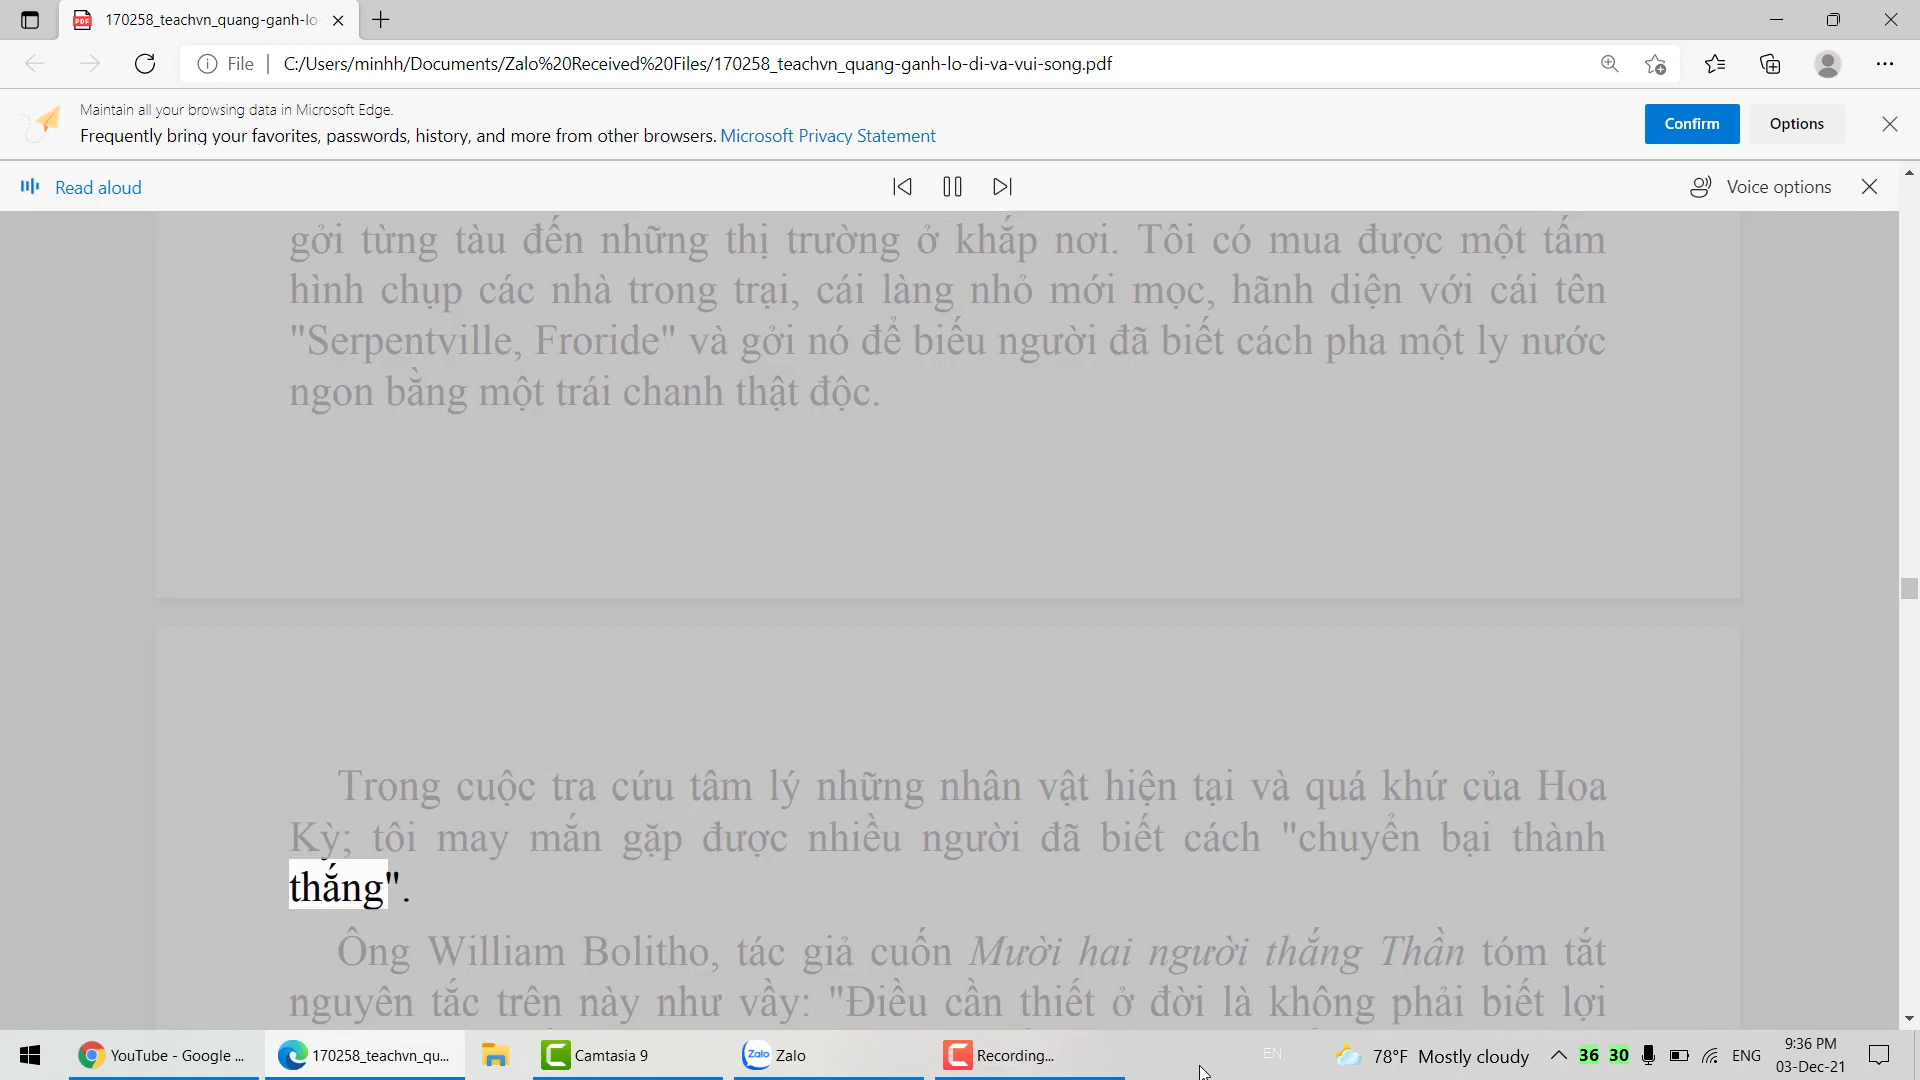 170258_teachvn_quang-ganh-lo
File
C:/Users/minhh/Documents/Zalo%20Received%20Files/170258_teachvn_quang-ganh-lo-di-va-vui-song.pdf
Maintain all your browsing data in Microsoft Edge.
Frequently bring your favorites, passwords, history, and more from other browsers. Microsoft Privacy Statement
Confirm
Options
Read aloud
Voice options
gởi từng tàu đến những thị trường ở khắp nơi. Tôi có mua được một tấm
hình chụp các nhà trong trại, cái làng nhỏ mới mọc, hãnh diện với cái tên
"Serpentville, Froride" và gởi nó để biếu người đã biết cách pha một ly nước
ngon bằng một trái chanh thật độc.
Trong cuộc tra cứu tâm lý những nhân vật hiện tại và quá khứ của Hoa
Kỳ; tôi may mắn gặp được nhiều người đã biết cách "chuyển bại thành
thắng".
Ông William Bolitho, tác giả cuốn Mười hai người thắng Thần tóm tắt
nguyên tắc trên này như vầy: "Điều cần thiết ở đời là không phải biết lợi
YouTube - Google ...
170258_teachvn_qu...
Camtasia 9
Zalo
Zalo
Recording...
EN
78°F Mostly cloudy
36 30
ENG
9:36 PM
03-Dec-21